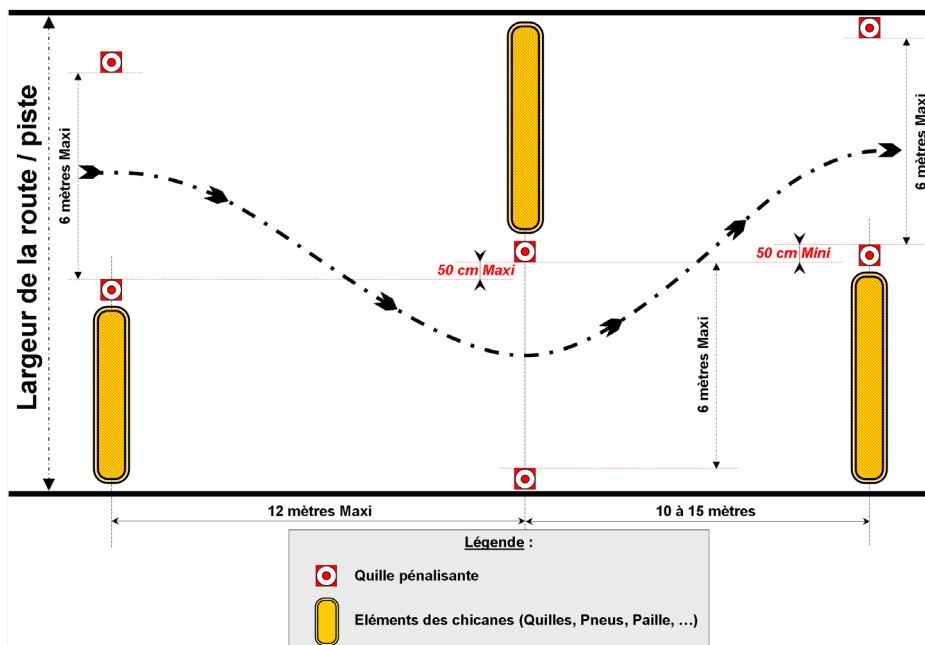 Largeur de la route / piste
6 mètres Maxi
50 cm Maxi
6 mètres Maxi
50 cm Mini
6 mètres Maxi
12 mètres Maxi
10 à 15 mètres
Légende :
Quille pénalisante
Eléments des chicanes (Quilles, Pneus, Paille, ...)